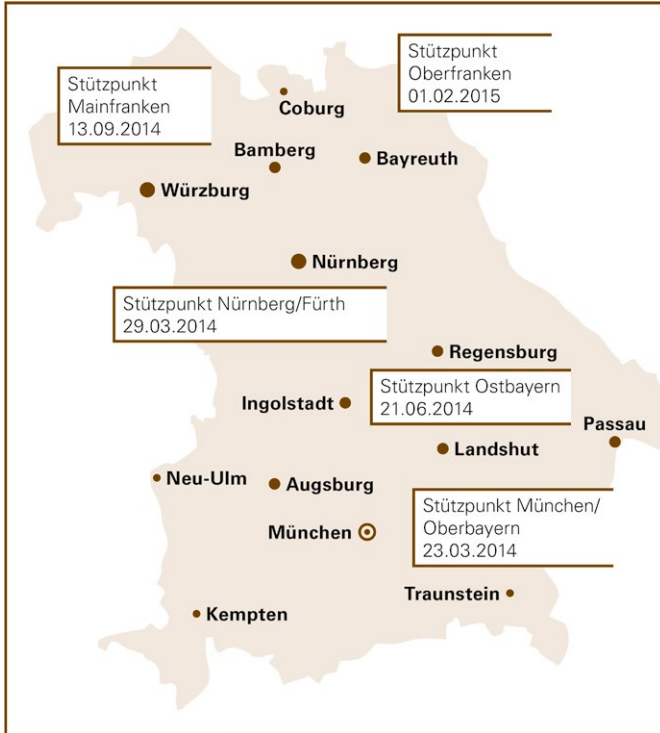 Stützpunkt
Oberfranken
01.02.2015
Stützpunkt
Mainfranken
13.09.2014
Coburg
Bamberg
Bayreuth
Würzburg
Nürnberg
Stützpunkt Nürnberg/Fürth
29.03.2014
Regensburg
Stützpunkt Ostbayern
21.06.2014
Ingolstadt
Passau
Landshut
Neu-Ulm
Augsburg
Stützpunkt München/
Oberbayern
23.03.2014
München
Traunstein
Kempten